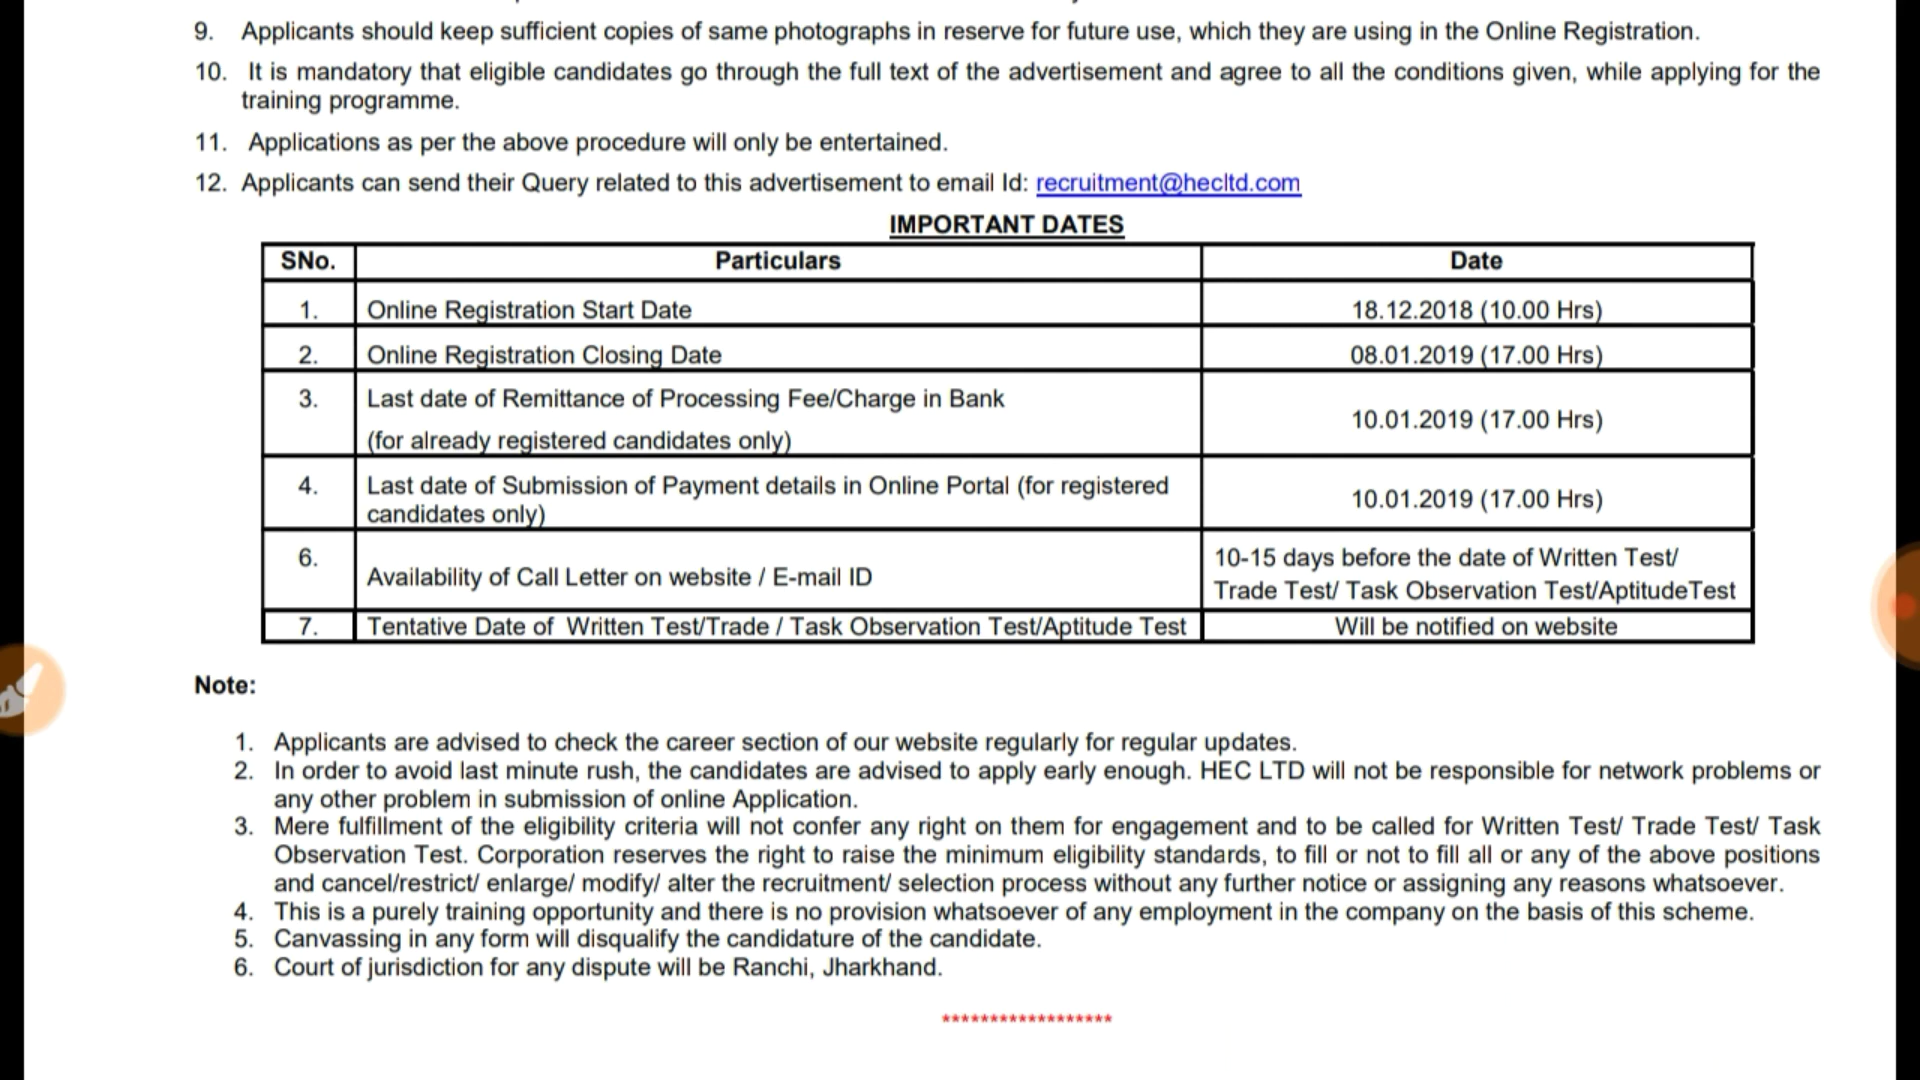 9. Applicants should keep sufficient copies of same photographs in reserve for future use, which they are using in the Online Registration.
10. It is mandatory that eligible candidates go through the full text of the advertisement and agree to all the conditions given, while applying for the
training programme.
11. Applications as per the above procedure will only be entertained.
12. Applicants can send their Query related to this advertisement to email Id: recruitment@hecltd.com
IMPORTANT DATES
SNo. Particulars Date
1. Online Registration Start Date 18.12.2018 (10.00 Hrs)
2. Online Registration Closing Date 08.01.2019 (17.00 Hrs)
3. Last date of Remittance of Processing Fee/Charge in Bank
(for already registered candidates only) 10.01.2019 (17.00 Hrs)
4. Last date of Submission of Payment details in Online Portal (for registered
candidates only) 10.01.2019 (17.00 Hrs)
6. Availability of Call Letter on website / E-mail ID 10-15 days before the date of Written Test/
Trade Test/ Task Observation Test/AptitudeTest
7. Tentative Date of Written Test/Trade / Task Observation Test/Aptitude Test Will be notified on website
Note:
1. Applicants are advised to check the career section of our website regularly for regular updates.
2. In order to avoid last minute rush, the candidates are advised to apply early enough. HEC LTD will not be responsible for network problems or
any other problem in submission of online Application.
3. Mere fulfillment of the eligibility criteria will not confer any right on them for engagement and to be called for Written Test/ Trade Test/ Task
Observation Test. Corporation reserves the right to raise the minimum eligibility standards, to fill or not to fill all or any of the above positions
and cancel/restrict/ enlarge/ modify/ alter the recruitment/ selection process without any further notice or assigning any reasons whatsoever.
4. This is a purely training opportunity and there is no provision whatsoever of any employment in the company on the basis of this scheme.
5. Canvassing in any form will disqualify the candidature of the candidate.
6. Court of jurisdiction for any dispute will be Ranchi, Jharkhand.
******************